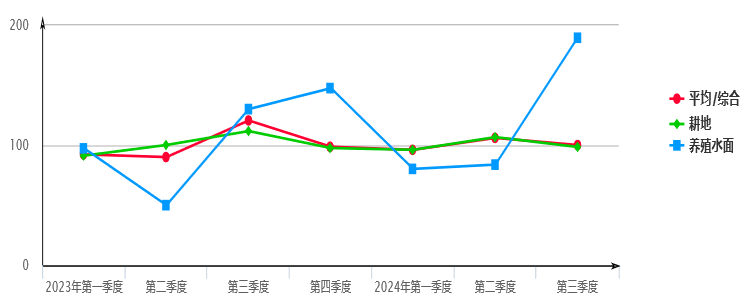 200
100
0
2023年第一季度 第二季度 第三季度 第四季度 2024年第一季度 第二季度 第三季度
平均/综合
耕地
养殖水面